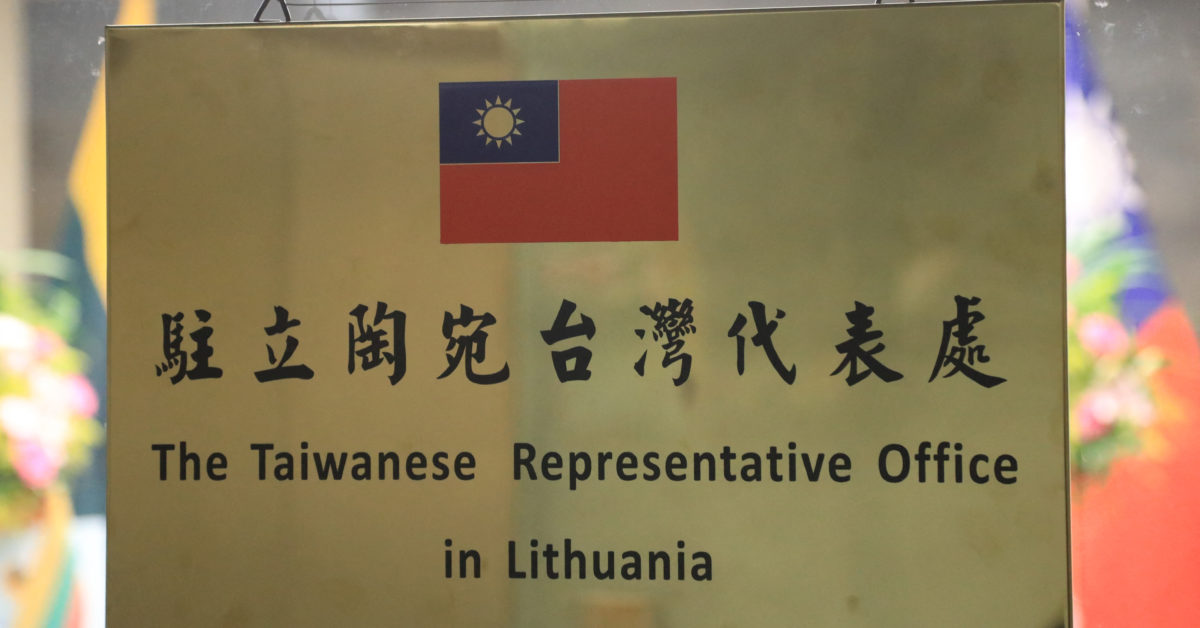 駐立陶宛台灣代表處
The Taiwanese Representative Office
in Lithuania